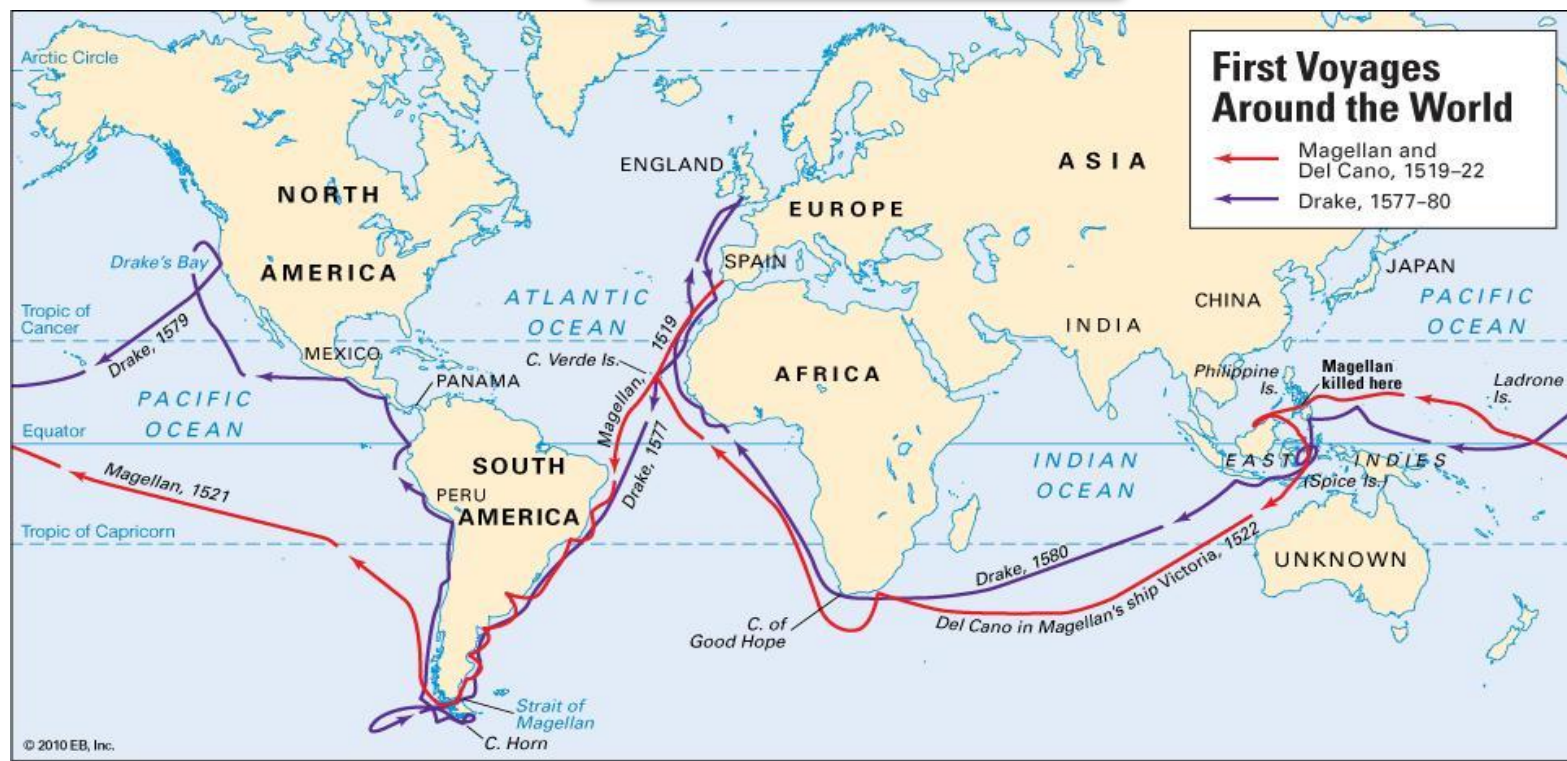 First Voyages
Around the World
Magellan and
Del Cano, 1519–22
Drake, 1577–80
Arctic Circle
ENGLAND
ASIA
NORTH
EUROPE
Drake's Bay
AMERICA
SPAIN
JAPAN
ATLANTIC
OCEAN
CHINA
PACIFIC
OCEAN
Tropic of
Cancer
Drake, 1579
MEXICO
1519
INDIA
C. Verde Is.
PANAMA
AFRICA
Philippine
Is.
Magellan
killed here
Ladrone
Is.
PACIFIC
OCEAN
Equator
Magellan,
Drake, 1577
SOUTH
INDIAN
OCEAN
EAST INDIES
(Spice Is.)
Magellan, 1521
PERU
AMERICA
Tropic of Capricorn
UNKNOWN
Drake, 1580
Del Cano in Magellan's ship Victoria, 1522
C. of
Good Hope
Strait of
Magellan
C. Horn
© 2010 EB, Inc.